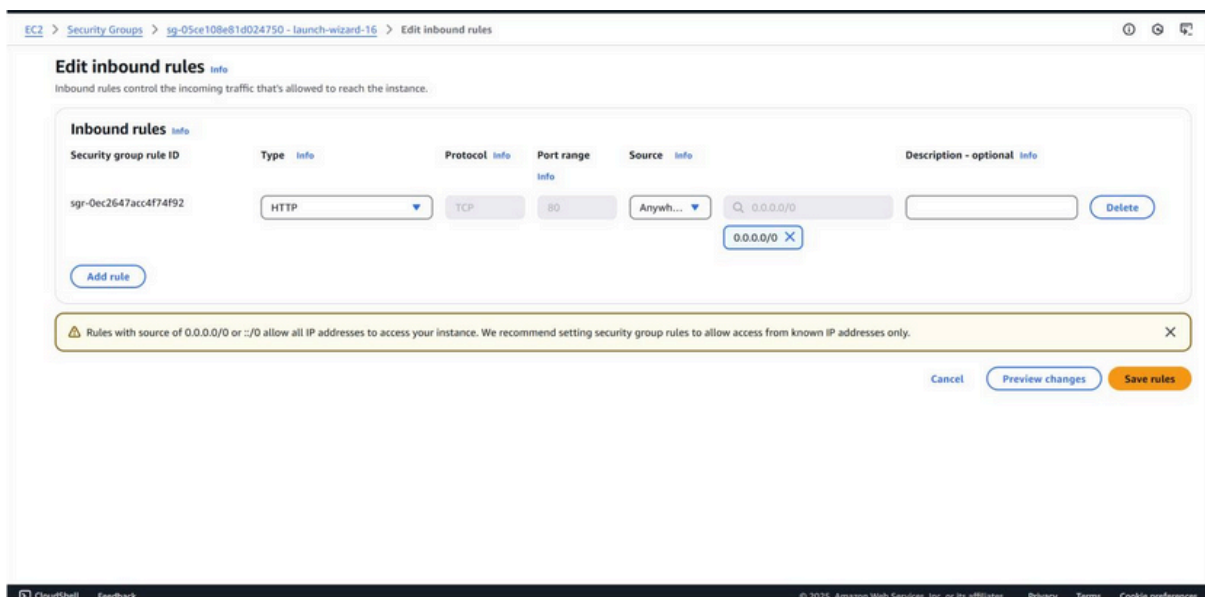 EC2 > Security Groups > sg-05ce108e81d024750 - launch-wizard-16 > Edit inbound rules
Edit inbound rules Info
Inbound rules control the incoming traffic that's allowed to reach the instance.
Inbound rules Info
Security group rule ID Type Info Protocol Info Port range Info Source Info Description - optional Info
sgr-0ec2647acc4f74f92 HTTP TCP 80 Anywh... 0.0.0.0/0 Delete
0.0.0.0/0
Add rule
Rules with source of 0.0.0.0/0 or ::/0 allow all IP addresses to access your instance. We recommend setting security group rules to allow access from known IP addresses only.
Cancel Preview changes Save rules
CloudShell Feedback © 2025, Amazon Web Services, Inc. or its affiliates. Privacy Terms Cookie preferences